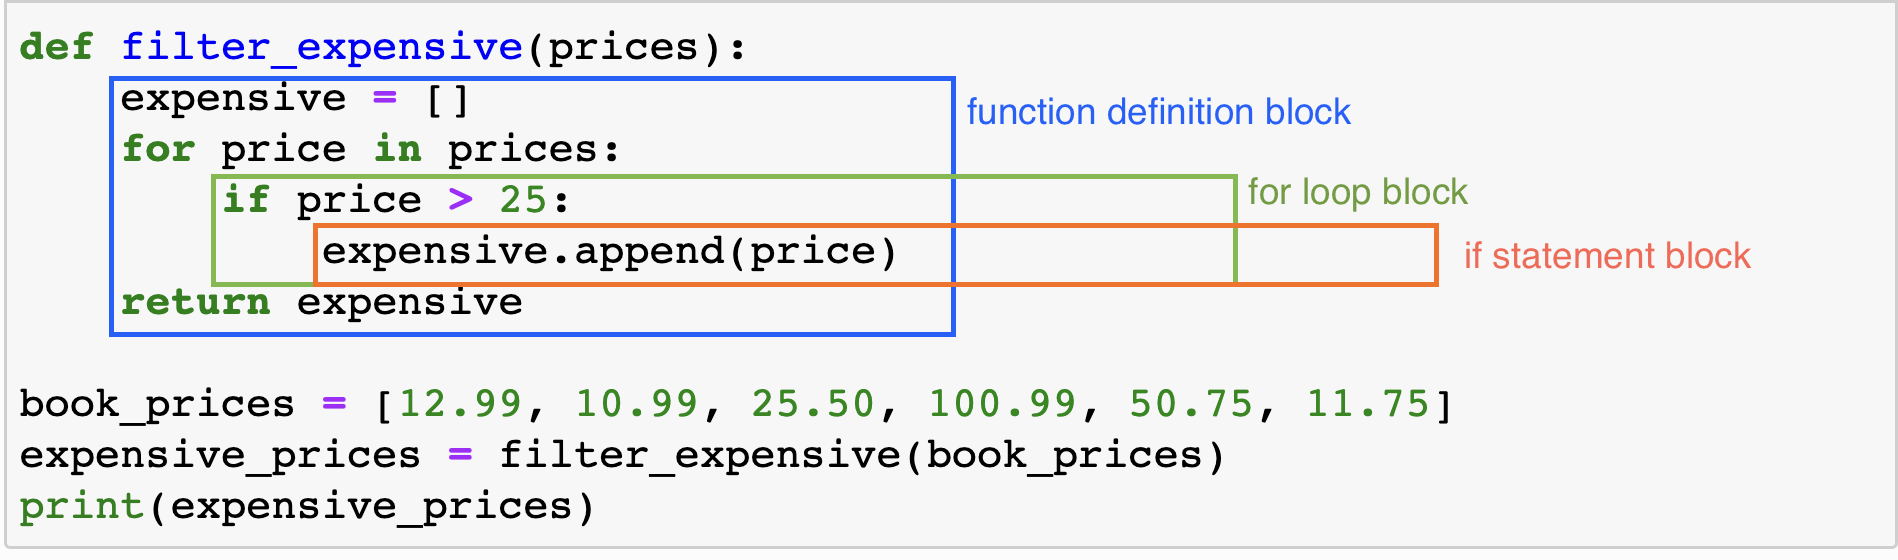 def filter_expensive(prices):
    expensive = []
function definition block
    for price in prices:
        if price > 25:
for loop block
            expensive.append(price)
if statement block
    return expensive
book_prices = [12.99, 10.99, 25.50, 100.99, 50.75, 11.75]
expensive_prices = filter_expensive(book_prices)
print(expensive_prices)